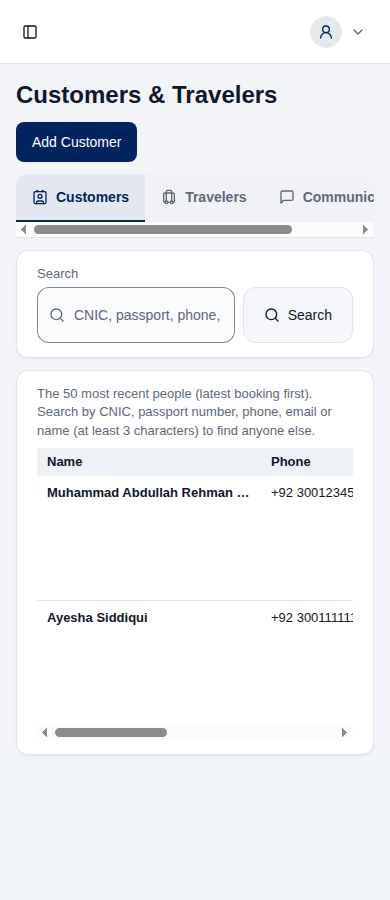 Customers & Travelers
Add Customer
Customers Travelers Communic
Search
CNIC, passport, phone, Search
The 50 most recent people (latest booking first).
Search by CNIC, passport number, phone, email or
name (at least 3 characters) to find anyone else.
Name Phone
Muhammad Abdullah Rehman ... +92 30012345
Ayesha Siddiqui +92 30011111